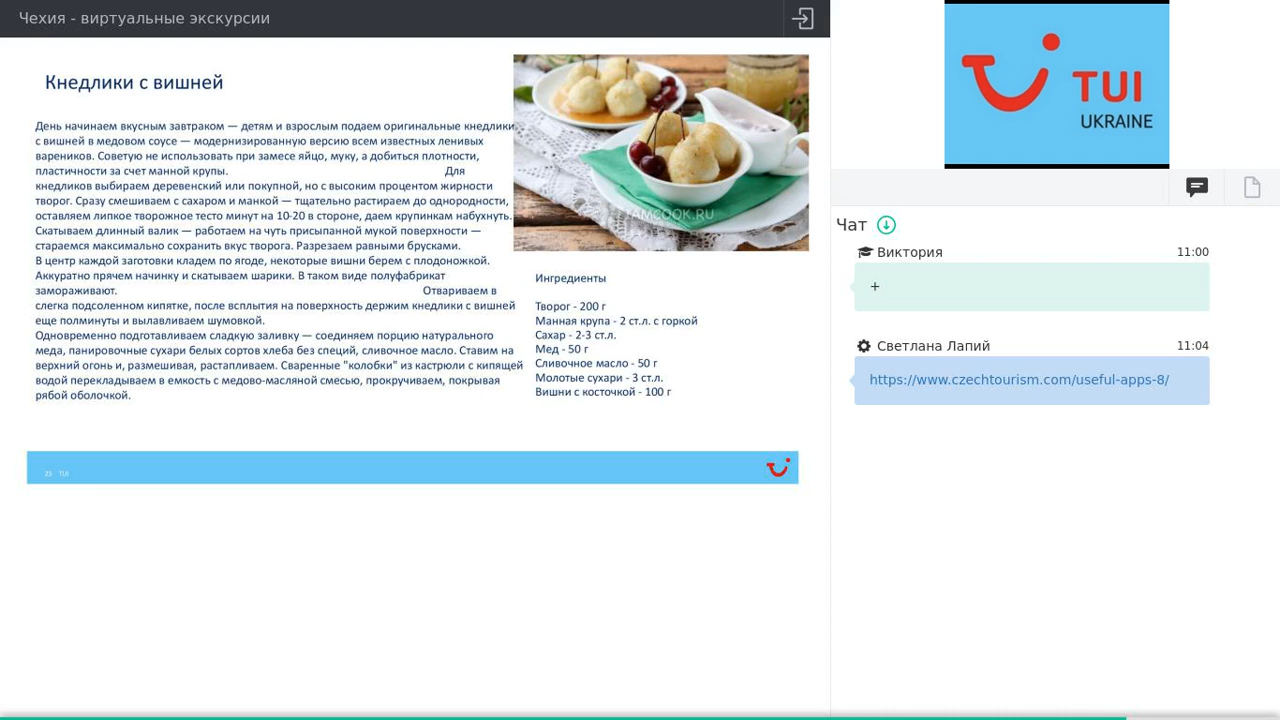 Чехия - виртуальные экскурсии
Кнедлики с вишней
День начинаем вкусным завтраком — детям и взрослым подаем оригинальные кнедлики
с вишней в медовом соусе — модернизированную версию всем известных ленивых
вареников. Советую не использовать при замесе яйцо, муку, а добиться плотности,
пластичности за счет манной крупы. Для
кнедликов выбираем деревенский или покупной, но с высоким процентом жирности
творог. Сразу смешиваем с сахаром и манкой — тщательно растираем до однородности,
оставляем липкое творожное тесто минут на 10-20 в стороне, даем крупинкам набухнуть.
Скатываем длинный валик — работаем на чуть присыпанной мукой поверхности —
стараемся максимально сохранить вкус творога. Разрезаем равными брусками.
В центр каждой заготовки кладем по ягоде, некоторые вишни берем с плодоножкой.
Аккуратно прячем начинку и скатываем шарики. В таком виде полуфабрикат
замораживают. Отвариваем в
слегка подсоленном кипятке, после всплытия на поверхность держим кнедлики с вишней
еще полминуты и вылавливаем шумовкой.
Одновременно подготавливаем сладкую заливку — соединяем порцию натурального
меда, панировочные сухари белых сортов хлеба без специй, сливочное масло. Ставим на
верхний огонь и, размешивая, растапливаем. Сваренные "колобки" из кастрюли с кипящей
водой перекладываем в емкость с медово-масляной смесью, прокручиваем, покрывая
рябой оболочкой.
AMCOOK.RU
Ингредиенты
Творог - 200 г
Манная крупа - 2 ст.л. с горкой
Сахар - 2-3 ст.л.
Мед - 50 г
Сливочное масло - 50 г
Молотые сухари - 3 ст.л.
Вишни с косточкой - 100 г
23 TUI
TUI
UKRAINE
Чат
Виктория 11:00
+
Светлана Лапий 11:04
https://www.czechtourism.com/useful-apps-8/